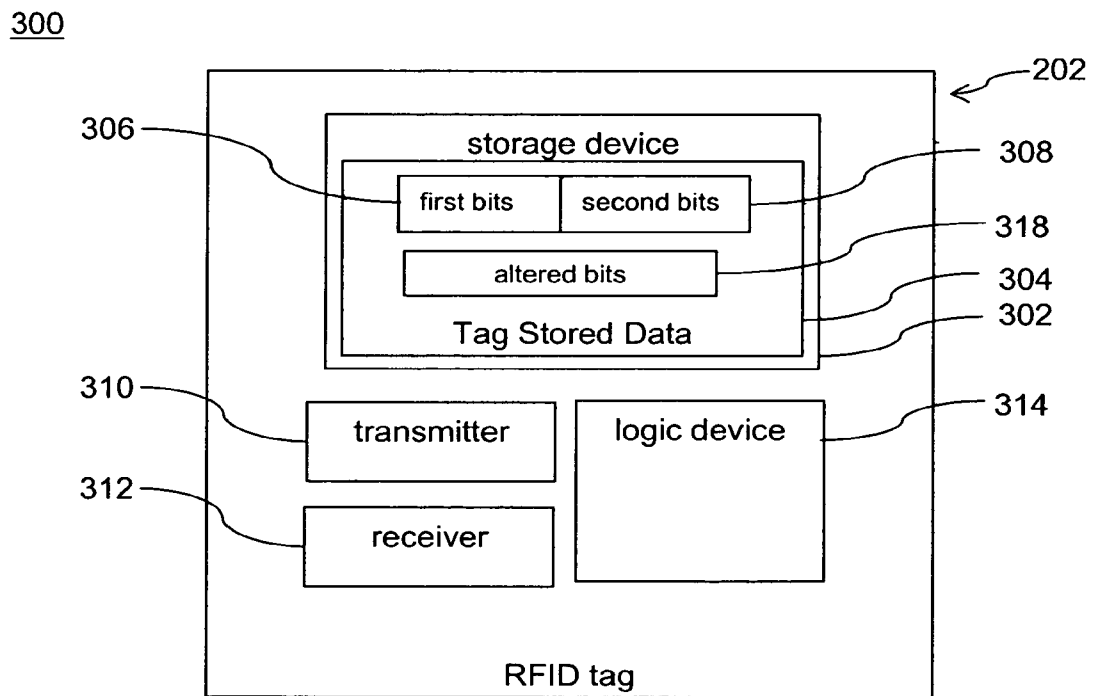 300
202
306
storage device
308
first bits
second bits
318
altered bits
304
Tag Stored Data
302
310
transmitter
logic device
314
312
receiver
RFID tag